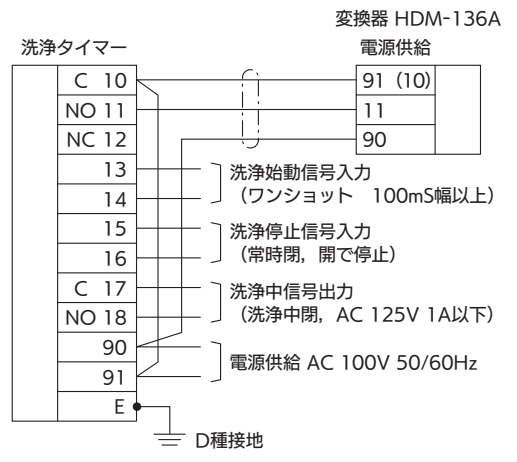 変換器 HDM-136A
洗浄タイマー
電源供給
C 10
NO 11
NC 12
13
14
15
16
C 17
NO 18
90
91
E
91 (10)
11
90
洗浄始動信号入力
（ワンショット　100mS幅以上）
洗浄停止信号入力
（常時閉，開で停止）
洗浄中信号出力
（洗浄中閉，AC 125V 1A以下）
電源供給 AC 100V 50/60Hz
D種接地